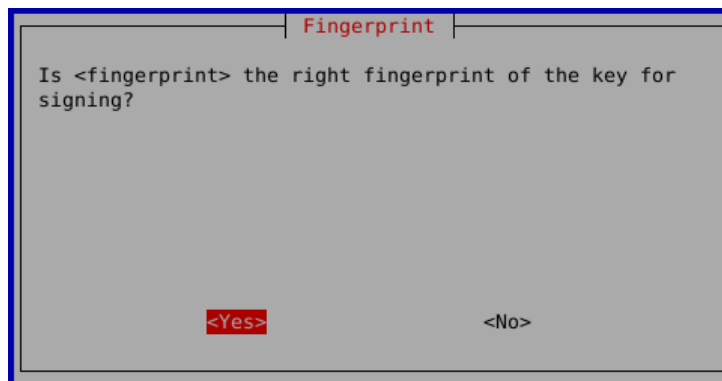 Fingerprint
Is <fingerprint> the right fingerprint of the key for
signing?
<Yes> <No>